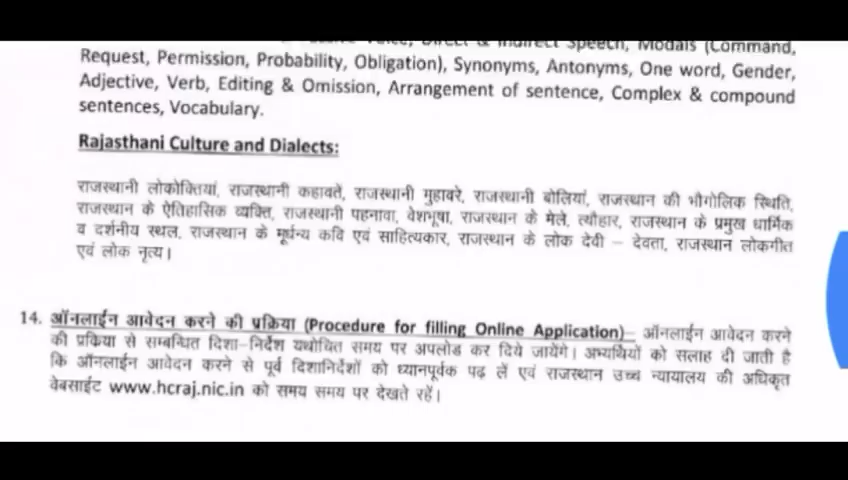 Direct & Indirect Speech, Modals (Command,
Request, Permission, Probability, Obligation), Synonyms, Antonyms, One word, Gender,
Adjective, Verb, Editing & Omission, Arrangement of sentence, Complex & compound
sentences, Vocabulary.
Rajasthani Culture and Dialects:
राजस्थानी लोकोक्तियां, राजस्थानी कहावतें, राजस्थानी मुहावरे, राजस्थानी बोलियां, राजस्थान की भौगोलिक स्थिति,
राजस्थान के ऐतिहासिक व्यक्ति, राजस्थानी पहनावा, वेशभूषा, राजस्थान के मेले, त्यौहार, राजस्थान के प्रमुख धार्मिक
व दर्शनीय स्थल, राजस्थान के मूर्धन्य कवि एवं साहित्यकार, राजस्थान के लोक देवी – देवता, राजस्थान लोकगीत
एवं लोक नृत्य।
14. ऑनलाईन आवेदन करने की प्रक्रिया (Procedure for filling Online Application)– ऑनलाईन आवेदन करने
की प्रक्रिया से सम्बन्धित दिशा–निर्देश यथोचित समय पर अपलोड कर दिये जायेंगे। अभ्यर्थियों को सलाह दी जाती है
कि ऑनलाईन आवेदन करने से पूर्व दिशानिर्देशों को ध्यानपूर्वक पढ़ लें एवं राजस्थान उच्च न्यायालय की अधिकृत
वेबसाईट www.hcraj.nic.in को समय समय पर देखते रहें।